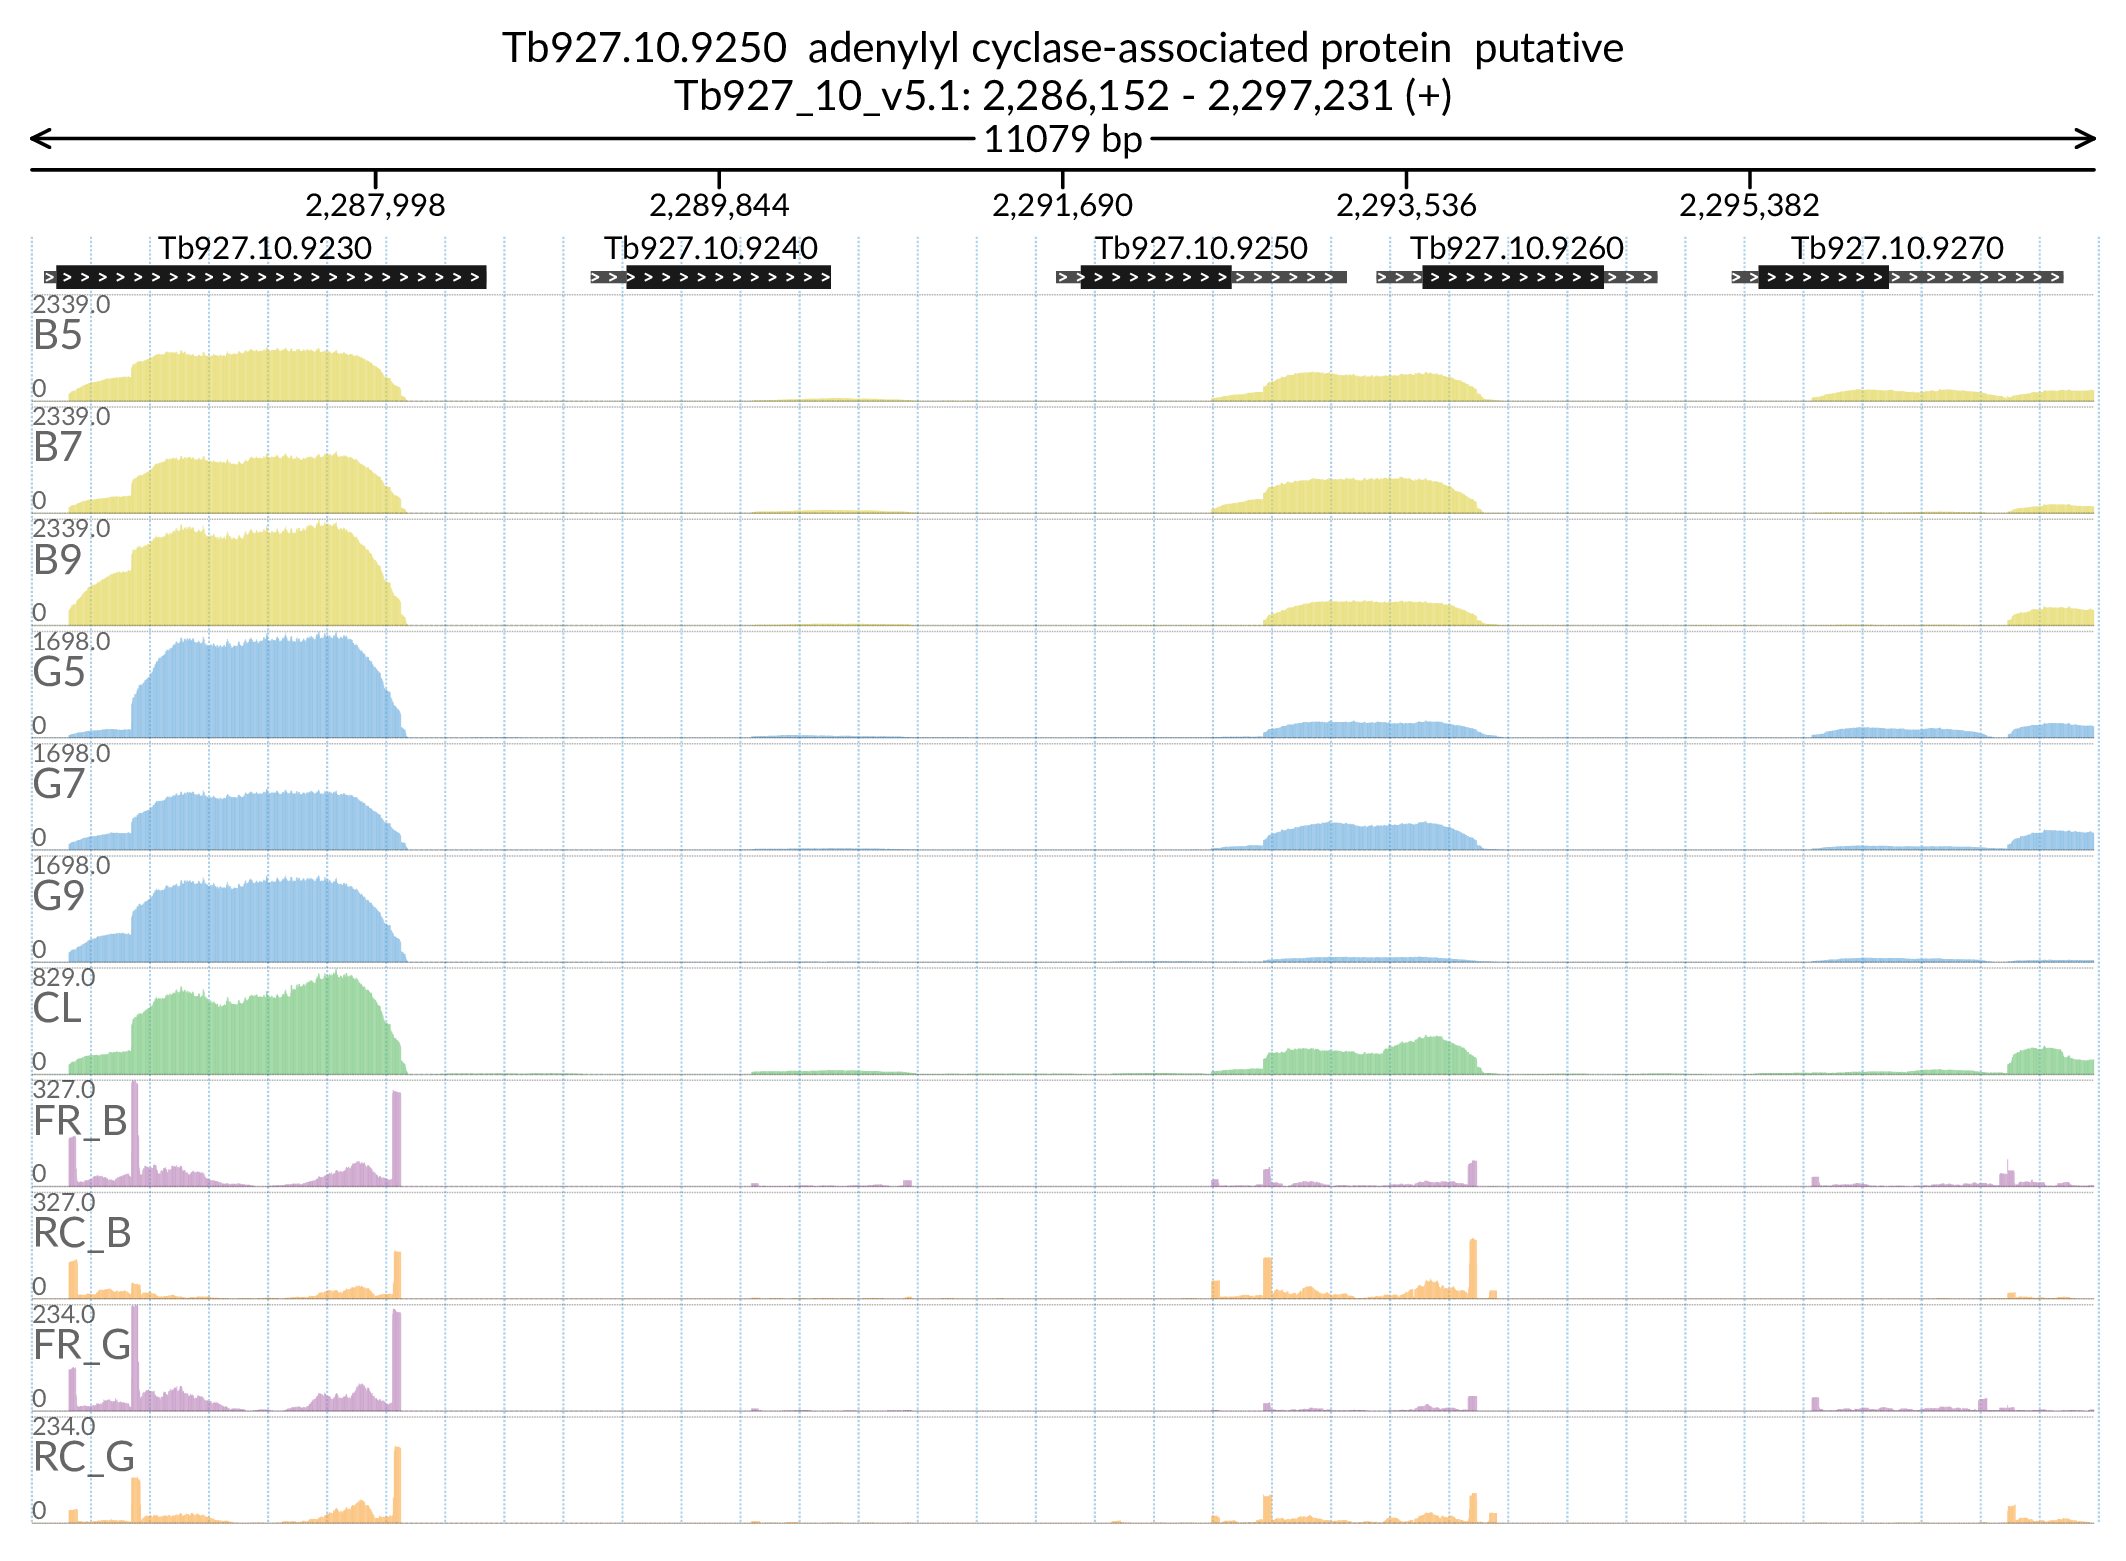 Tb927.10.9250  adenylyl cyclase-associated protein  putative
Tb927_10_v5.1: 2,286,152 - 2,297,231 (+)
11079 bp
2,287,998 2,289,844 2,291,690 2,293,536 2,295,382
Tb927.10.9230 Tb927.10.9240 Tb927.10.9250 Tb927.10.9260 Tb927.10.9270
2339.0
B5
0
2339.0
B7
0
2339.0
B9
0
1698.0
G5
0
1698.0
G7
0
1698.0
G9
0
829.0
CL
0
327.0
FR_B
0
327.0
RC_B
0
234.0
FR_G
0
234.0
RC_G
0